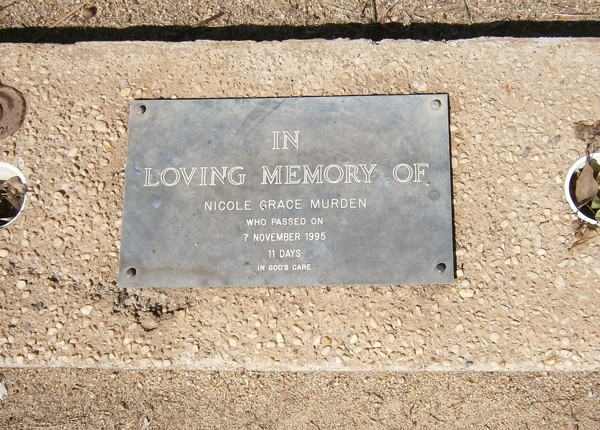 IN
LOVING MEMORY OF
NICOLE GRACE MURDEN
WHO PASSED ON
7 NOVEMBER 1995
11 DAYS
IN GOD'S CARE